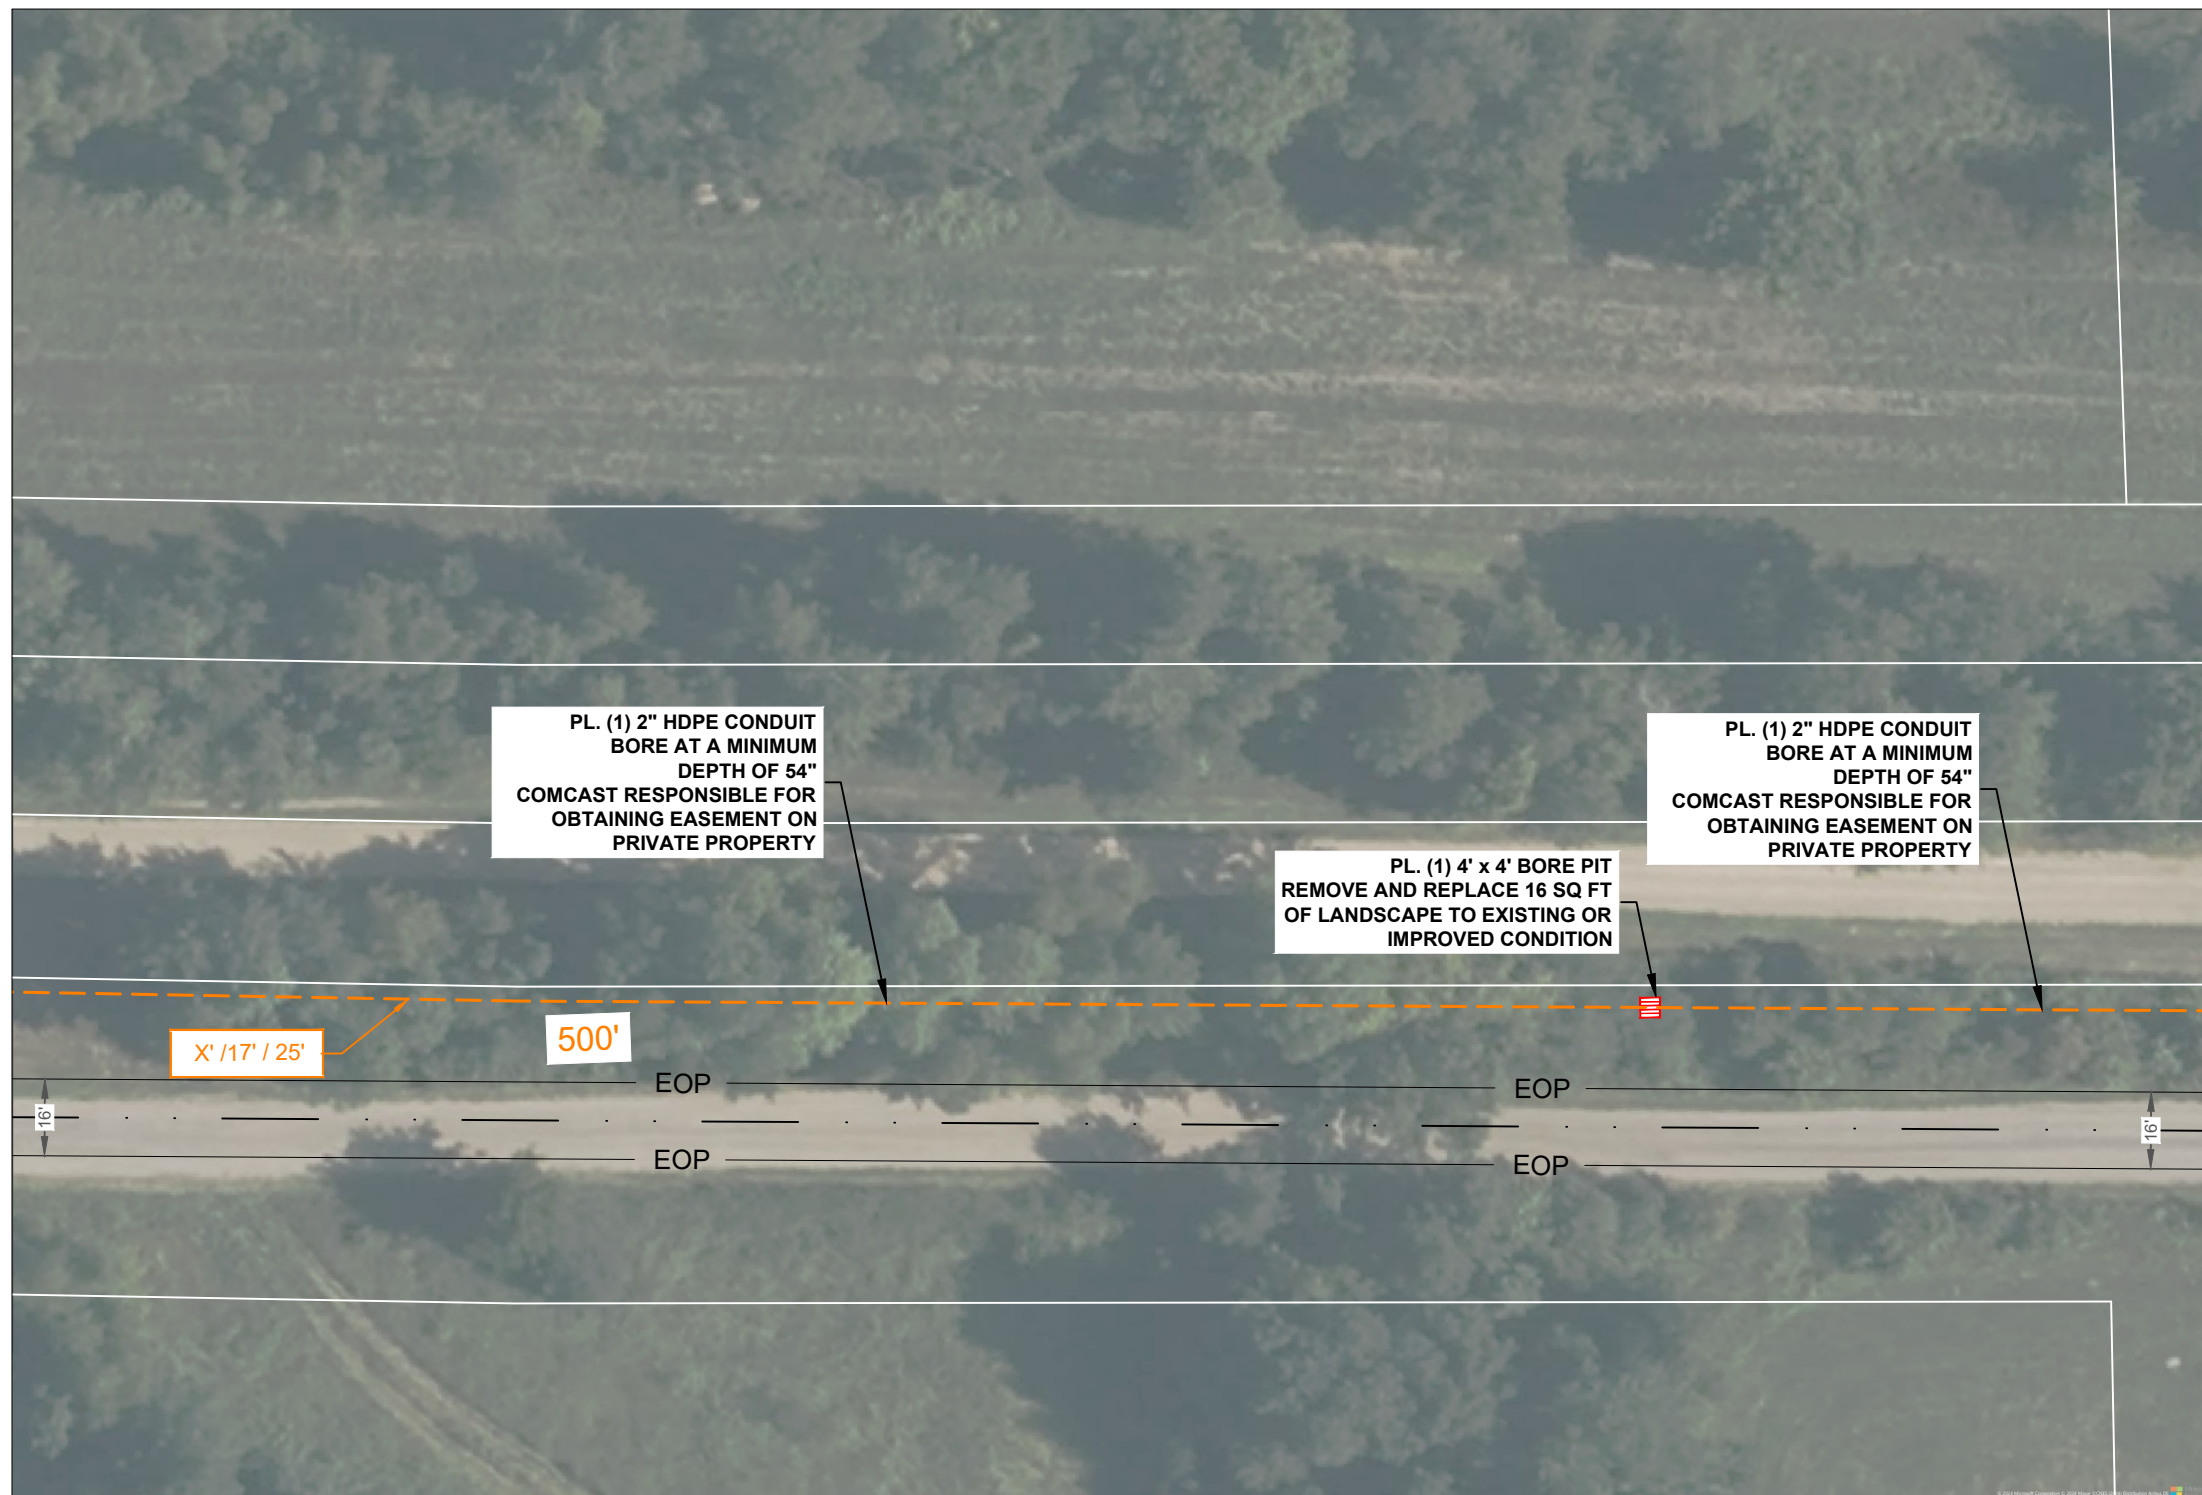 PL. (1) 2" HDPE CONDUIT
BORE AT A MINIMUM
DEPTH OF 54"
COMCAST RESPONSIBLE FOR
OBTAINING EASEMENT ON
PRIVATE PROPERTY
PL. (1) 2" HDPE CONDUIT
BORE AT A MINIMUM
DEPTH OF 54"
COMCAST RESPONSIBLE FOR
OBTAINING EASEMENT ON
PRIVATE PROPERTY
PL. (1) 4' x 4' BORE PIT
REMOVE AND REPLACE 16 SQ FT
OF LANDSCAPE TO EXISTING OR
IMPROVED CONDITION
X' /17' / 25'
500'
EOP
EOP
16'
16'
EOP
EOP